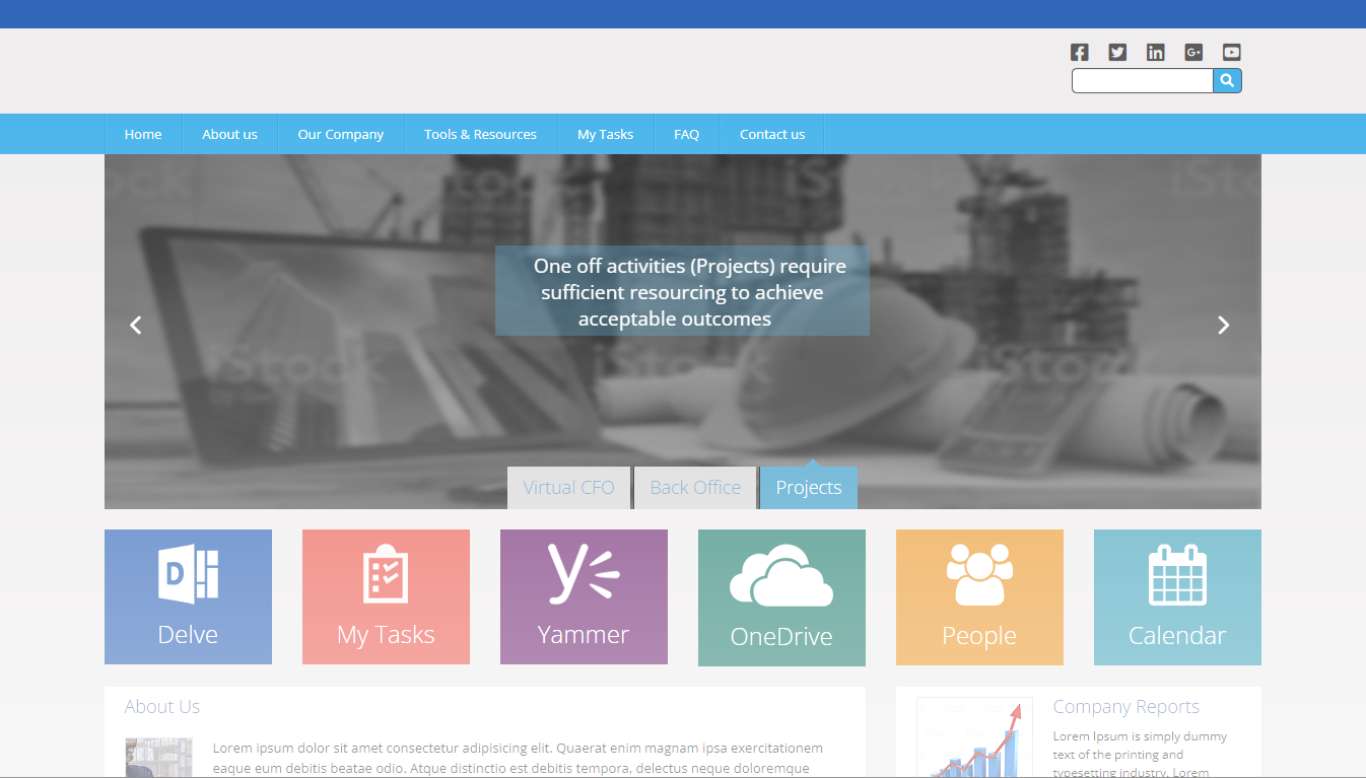 Home About us Our Company Tools & Resources My Tasks FAQ Contact us
iStock
One off activities (Projects) require
sufficient resourcing to achieve
acceptable outcomes
iStock iStock iStock
Virtual CFO Back Office Projects
D
Delve My Tasks Yammer OneDrive People Calendar
About Us
Lorem ipsum dolor sit amet consectetur adipisicing elit. Quaerat enim magnam ipsa exercitationem
eaque eum debitis beatae odio. Atque distinctio est debitis tempora, delectus neque doloremque
Company Reports
Lorem Ipsum is simply dummy
text of the printing and
typesetting industry. Lorem